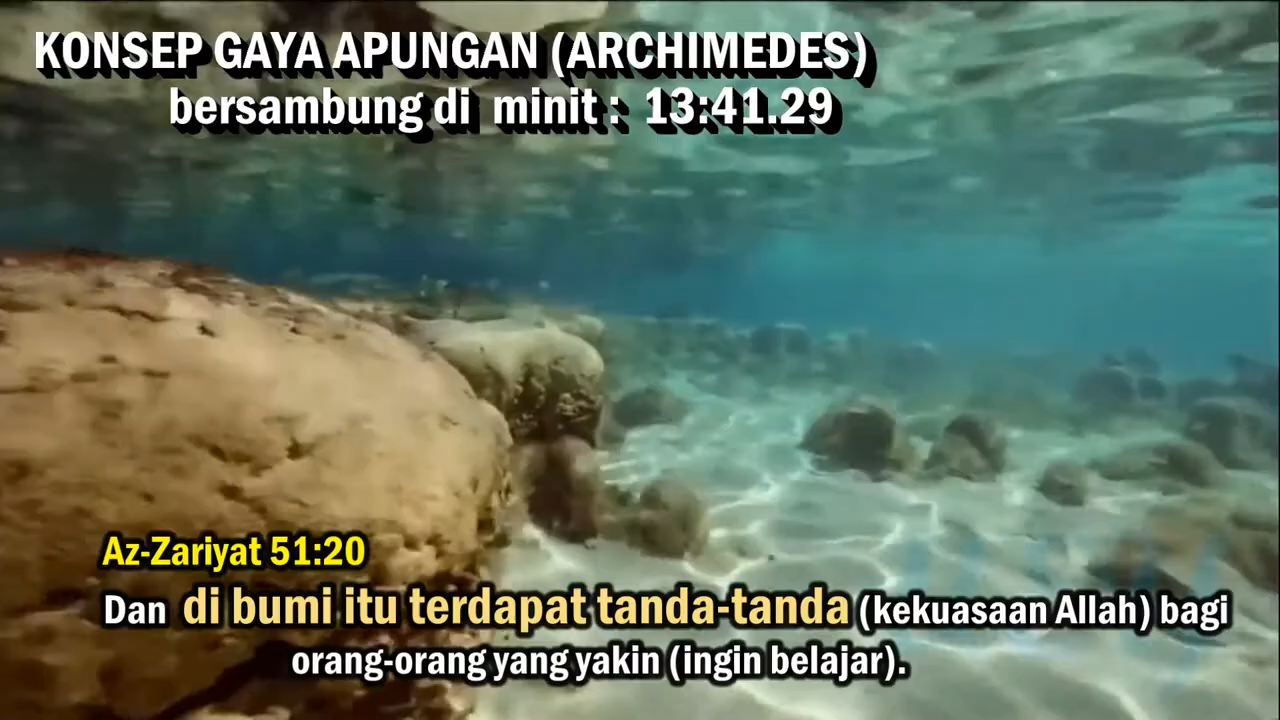 KONSEP GAYA APUNGAN (ARCHIMEDES)
bersambung di minit : 13:41.29
Az-Zariyat 51:20
Dan di bumi itu terdapat tanda-tanda (kekuasaan Allah) bagi
orang-orang yang yakin (ingin belajar).